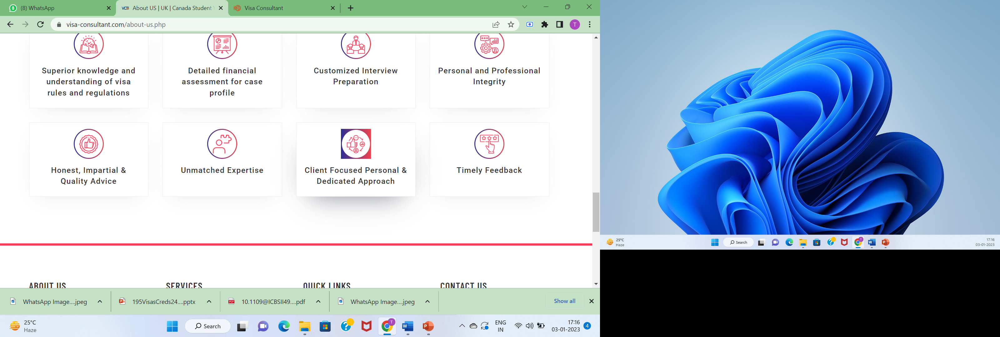 (8) WhatsApp
About US | UK | Canada Student
Visa Consultant
visa-consultant.com/about-us.php
T
Superior knowledge and
understanding of visa
rules and regulations
Detailed financial
assessment for case
profile
Customized Interview
Preparation
Personal and Professional
Integrity
Honest, Impartial &
Quality Advice
Unmatched Expertise
Client Focused Personal &
Dedicated Approach
Timely Feedback
ABOUT US
SERVICES
QUICK LINKS
CONTACT US
WhatsApp Image....jpeg
195VisasCreds24....pptx
10.1109@ICBSII49....pdf
WhatsApp Image....jpeg
Show all
25°C
Haze
Search
ENG
IN
17:16
03-01-2023
4
25°C
Haze
Search
17:16
03-01-2023